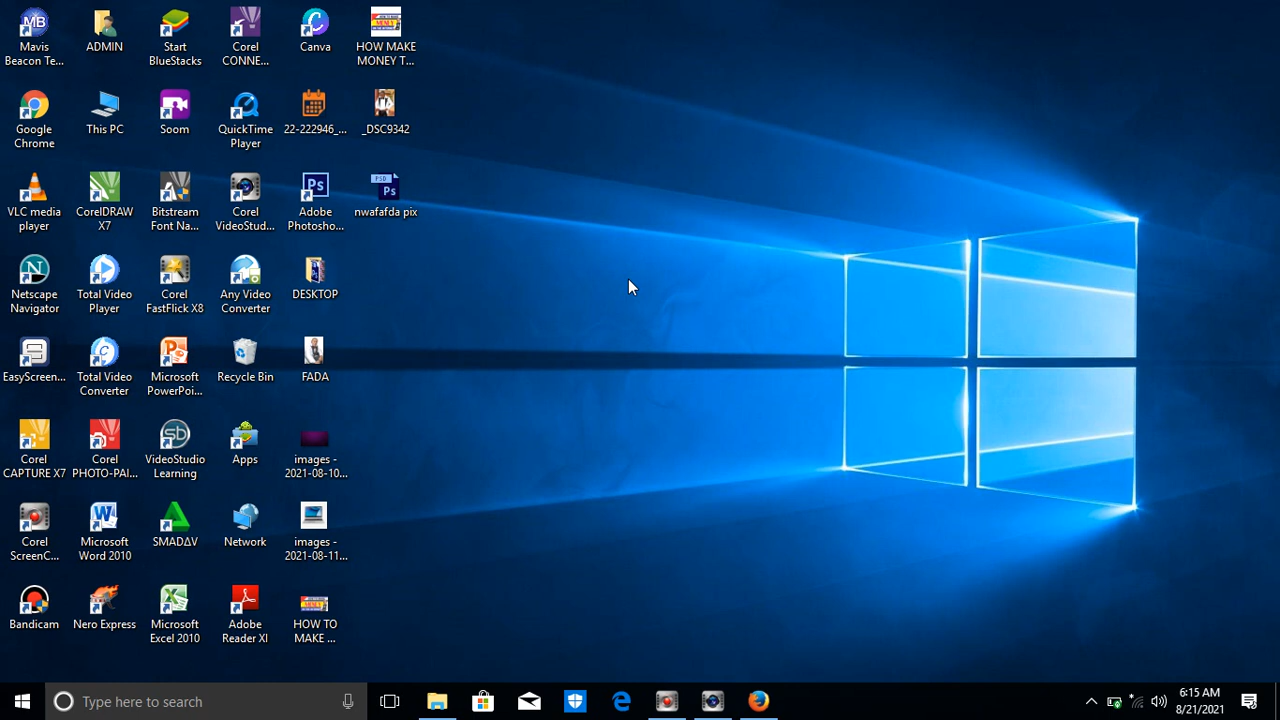 Mavis
Beacon Te...
ADMIN
Start
BlueStacks
Corel
CONNE...
Canva
HOW MAKE
MONEY T...
Google
Chrome
This PC
Soom
QuickTime
Player
22-222946_...
_DSC9342
VLC media
player
CorelDRAW
X7
Bitstream
Font Na...
Corel
VideoStud...
Adobe
Photosho...
nwafafda pix
Netscape
Navigator
Total Video
Player
Corel
FastFlick X8
Any Video
Converter
DESKTOP
EasyScreen...
Total Video
Converter
Microsoft
PowerPoi...
Recycle Bin
FADA
Corel
CAPTURE X7
Corel
PHOTO-PAI...
VideoStudio
Learning
Apps
images -
2021-08-10...
Corel
ScreenC...
Microsoft
Word 2010
SMADΔV
Network
images -
2021-08-11...
Bandicam
Nero Express
Microsoft
Excel 2010
Adobe
Reader XI
HOW TO
MAKE ...
Type here to search
6:15 AM
8/21/2021